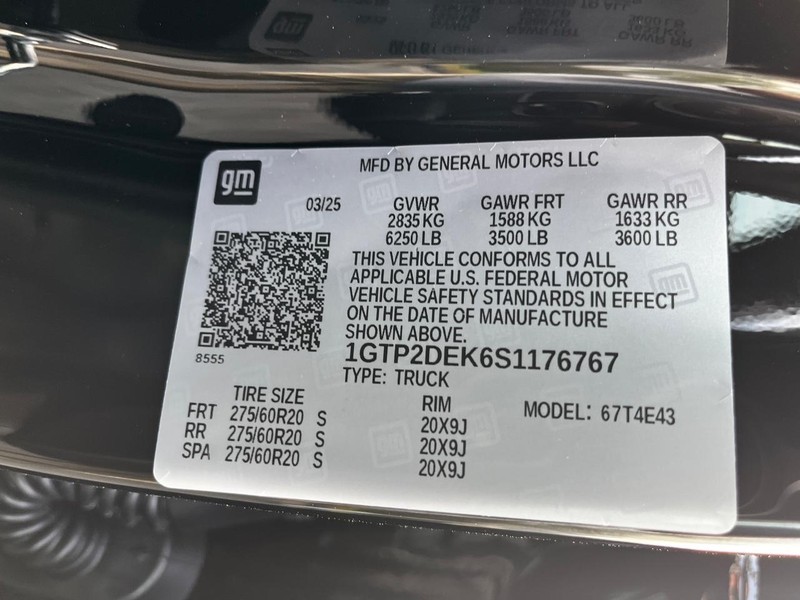 gm
MFD BY GENERAL MOTORS LLC
03/25 GVWR GAWR FRT GAWR RR
2835 KG 1588 KG 1633 KG
6250 LB 3500 LB 3600 LB
THIS VEHICLE CONFORMS TO ALL
APPLICABLE U.S. FEDERAL MOTOR
VEHICLE SAFETY STANDARDS IN EFFECT
ON THE DATE OF MANUFACTURE
SHOWN ABOVE.
8555
1GTP2DEK6S1176767
TYPE: TRUCK
TIRE SIZE RIM MODEL: 67T4E43
FRT 275/60R20 S 20X9J
RR 275/60R20 S 20X9J
SPA 275/60R20 S 20X9J